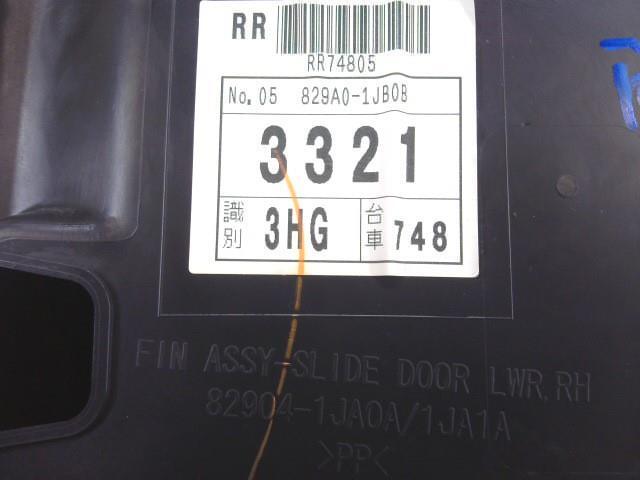 RR
RR74805
No. 05 829A0-1JB0B
3321
識別 3HG 台車 748
FIN ASSY-SLIDE DOOR LWR, RH
82904-1JA0A/1JA1A
>PP<